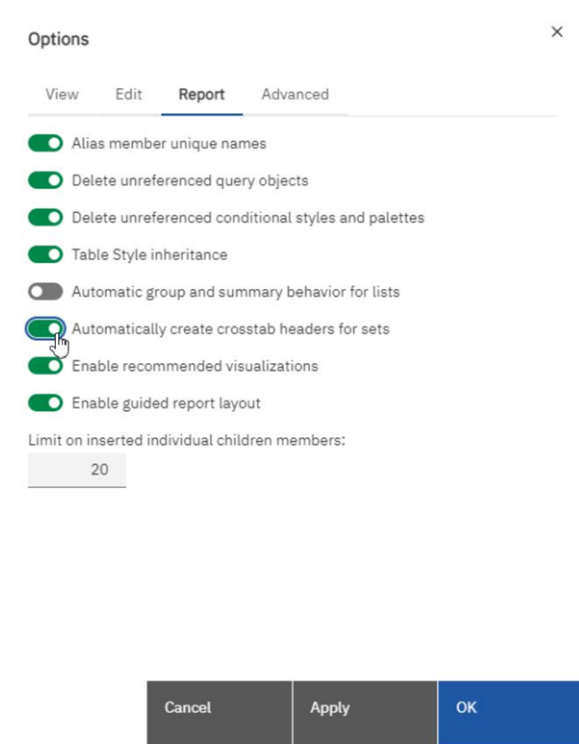 Options
View Edit Report Advanced
Alias member unique names
Delete unreferenced query objects
Delete unreferenced conditional styles and palettes
Table Style inheritance
Automatic group and summary behavior for lists
Automatically create crosstab headers for sets
Enable recommended visualizations
Enable guided report layout
Limit on inserted individual children members:
20
Cancel Apply OK